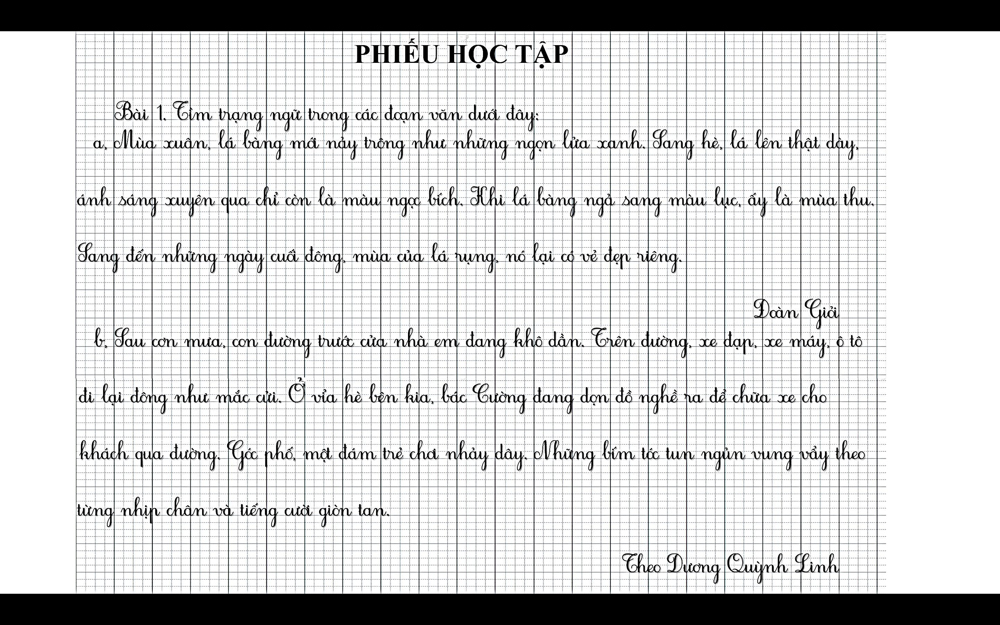 PHIẾU HỌC TẬP
Bài 1. Tìm trạng ngữ trong các đoạn văn dưới đây:
a, Mùa xuân, lá bàng mới nảy trông như những ngọn lửa xanh. Sang hè, lá lên thật dày,
ánh sáng xuyên qua chỉ còn là màu ngọc bích. Khi lá bàng ngả sang màu lục, ấy là mùa thu.
Sang đến những ngày cuối đông, mùa của lá rụng, nó lại có vẻ đẹp riêng.
Đoàn Giỏi
b, Sau cơn mưa, con đường trước cửa nhà em đang khô dần. Trên đường, xe đạp, xe máy, ô tô
đi lại đông như mắc cửi. Ở vỉa hè bên kia, bác Cường đang dọn đồ nghề ra để chữa xe cho
khách qua đường. Góc phố, một đám trẻ chơi nhảy dây. Những bím tóc tun ngủn vung vẩy theo
từng nhịp chân và tiếng cười giòn tan.
Theo Dương Quỳnh Linh